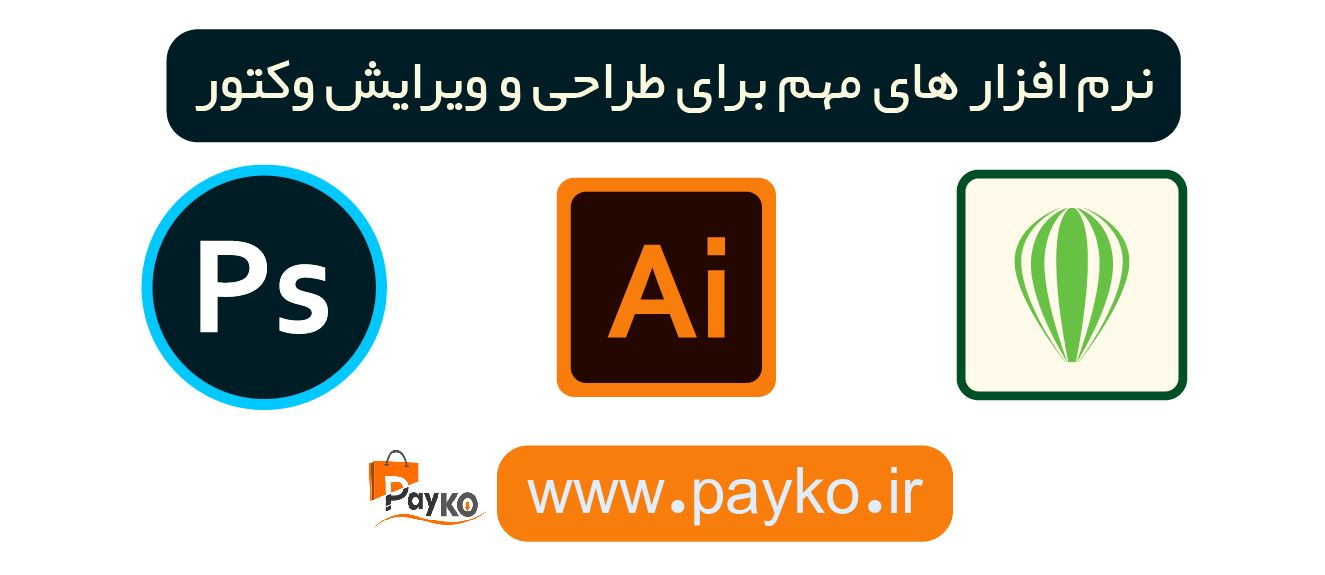 نرم افزار های مهم برای طراحی و ویرایش وکتور
Ps
Ai
PayKO
www.payko.ir